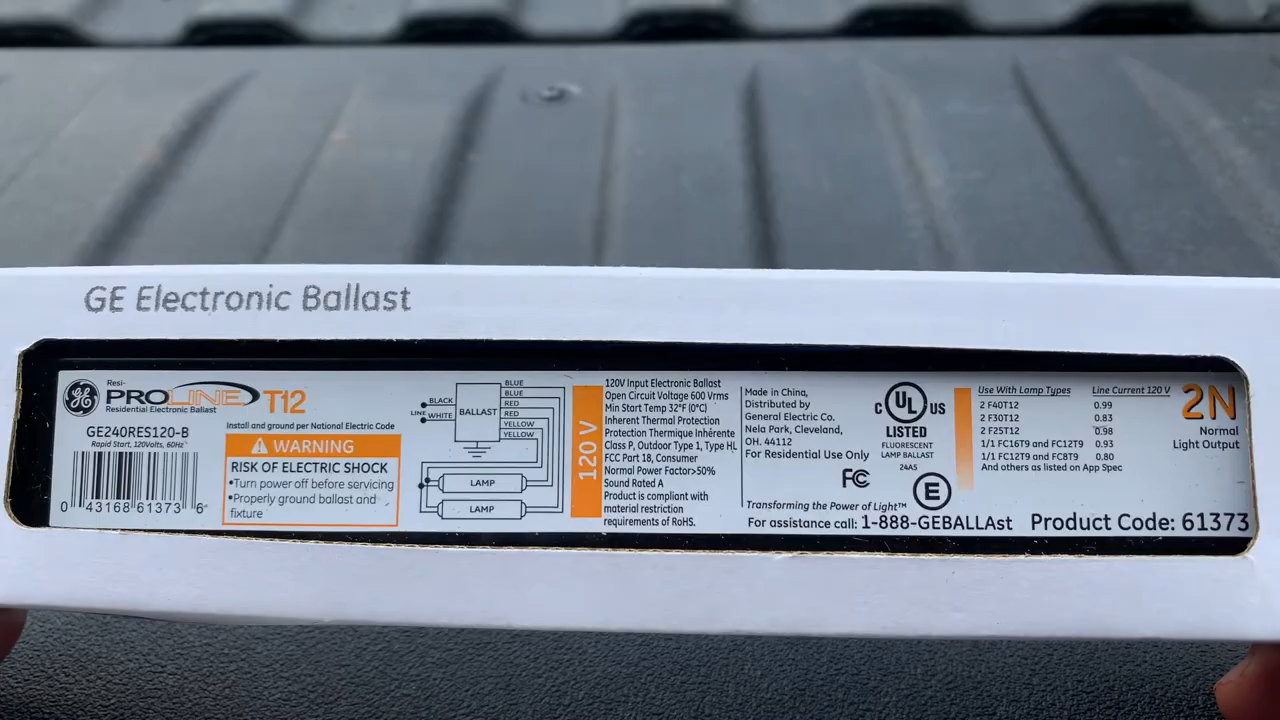 GE Electronic Ballast
GE
Resi-
PROLINE T12
Residential Electronic Ballast
GE240RES120-B
Rapid Start, 120Volts, 60Hz
0 43168 61373 6
Install and ground per National Electric Code
WARNING
RISK OF ELECTRIC SHOCK
•Turn power off before servicing
•Properly ground ballast and
fixture
BLACK
LINE WHITE
BALLAST
BLUE
BLUE
RED
RED
YELLOW
YELLOW
LAMP
LAMP
120 V
120V Input Electronic Ballast
Open Circuit Voltage 600 Vrms
Min Start Temp 32°F (0°C)
Inherent Thermal Protection
Protection Thermique Inhérente
Class P, Outdoor Type 1, Type HL
FCC Part 18, Consumer
Normal Power Factor>50%
Sound Rated A
Product is compliant with
material restriction
requirements of RoHS.
Made in China,
Distributed by
General Electric Co.
Nela Park, Cleveland,
OH. 44112
For Residential Use Only
FC
Transforming the Power of Light™
For assistance call: 1-888-GEBALLAst
C UL US
LISTED
FLUORESCENT
LAMP BALLAST
24A5
E
Use With Lamp Types Line Current 120 V
2 F40T12 0.99
2 F30T12 0.83
2 F25T12 0.98
1/1 FC16T9 and FC12T9 0.93
1/1 FC12T9 and FC8T9 0.80
And others as listed on App Spec
2N
Normal
Light Output
Product Code: 61373